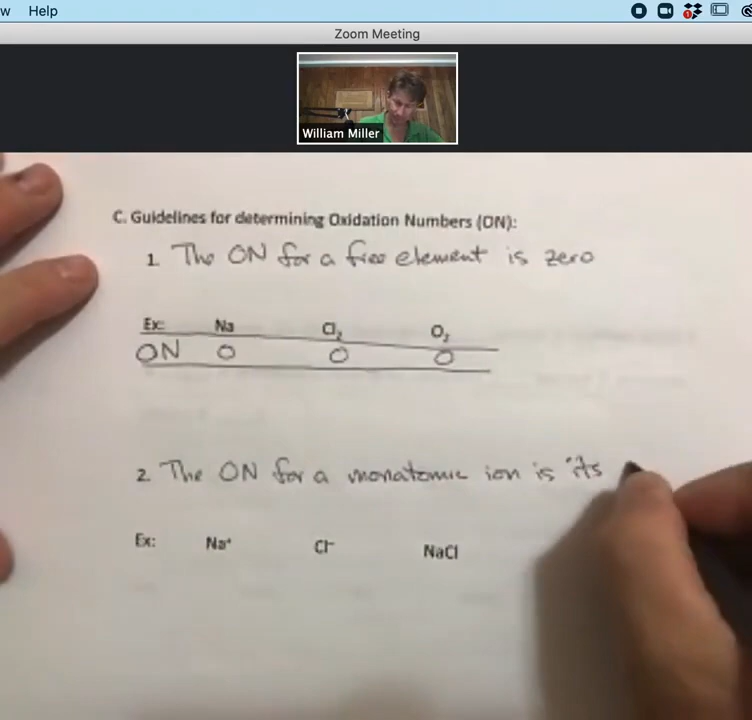 w Help
Zoom Meeting
William Miller
C. Guidelines for determining Oxidation Numbers (ON):
1. The ON for a free element is zero
Ex: Na Cl₂ O₂
ON 0 0 0
2. The ON for a monatomic ion is its
Ex: Na⁺ Cl⁻ NaCl